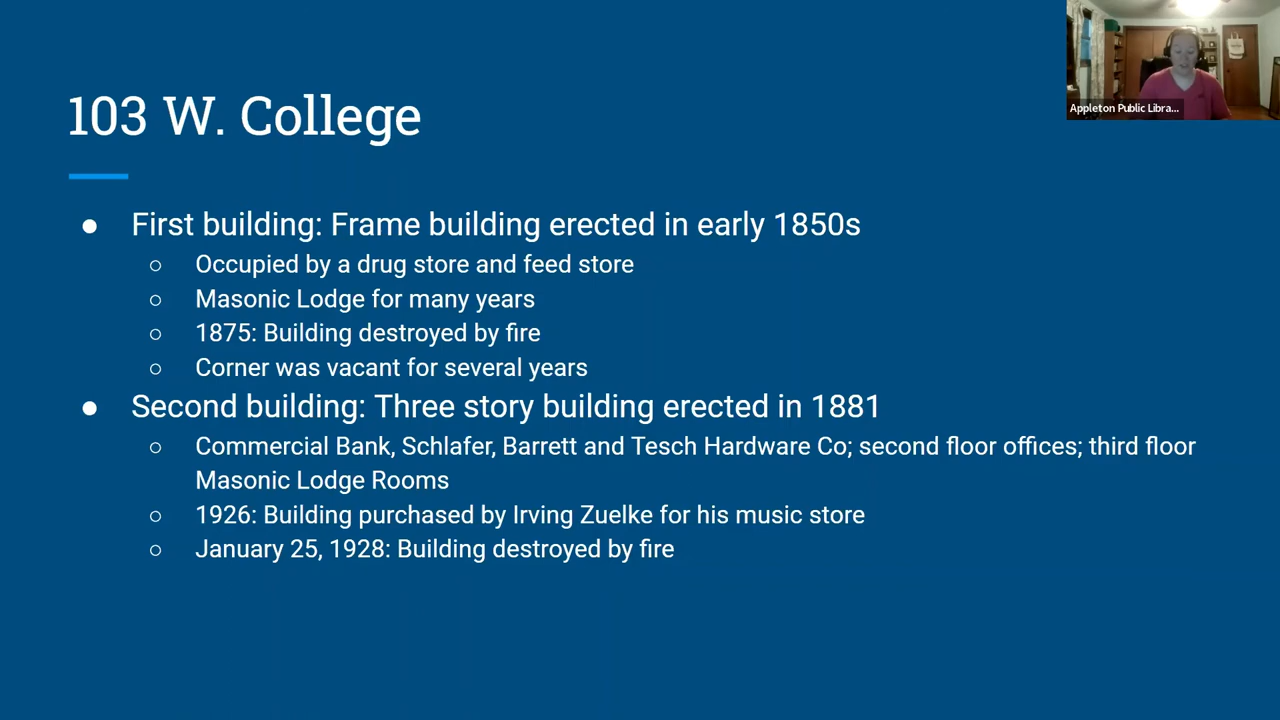 103 W. College
Appleton Public Libra...
● First building: Frame building erected in early 1850s
○ Occupied by a drug store and feed store
○ Masonic Lodge for many years
○ 1875: Building destroyed by fire
○ Corner was vacant for several years
● Second building: Three story building erected in 1881
○ Commercial Bank, Schlafer, Barrett and Tesch Hardware Co; second floor offices; third floor
Masonic Lodge Rooms
○ 1926: Building purchased by Irving Zuelke for his music store
○ January 25, 1928: Building destroyed by fire